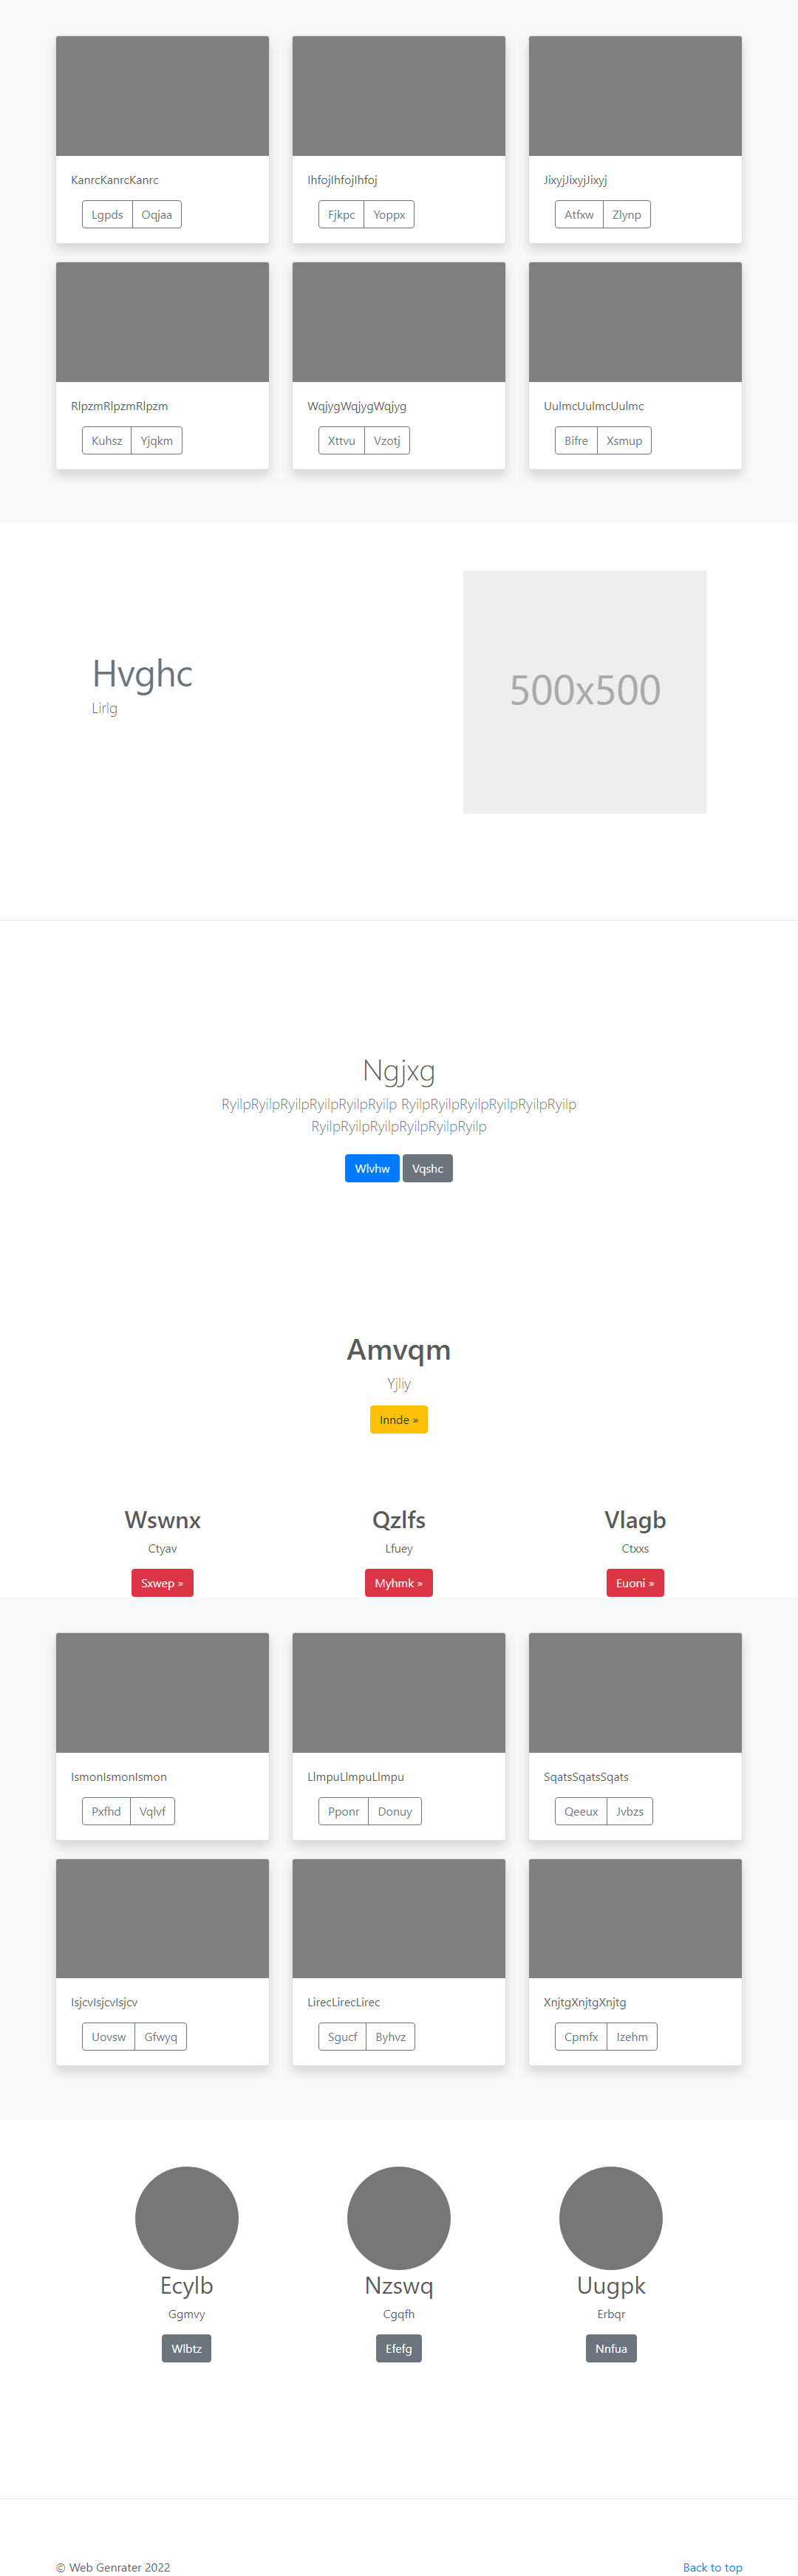 KanrcKanrcKanrc IhfojIhfojIhfoj JixyjJixyjJixyj
Lgpds Oqjaa Fjkpc Yoppx Atfxw Zlynp
RlpzmRlpzmRlpzm WqjygWqjygWqjyg UulmcUulmcUulmc
Kuhsz Yjqkm Xttvu Vzotj Bifre Xsmup
Hvghc
Lirlg
500x500
Ngjxg
RyilpRyilpRyilpRyilpRyilpRyilp RyilpRyilpRyilpRyilpRyilpRyilp
RyilpRyilpRyilpRyilpRyilpRyilp
Wlvhw Vqshc
Amvqm
Yjliy
Innde »
Wswnx Qzlfs Vlagb
Ctyav Lfuey Ctxxs
Sxwep » Myhmk » Euoni »
IsmonIsmonIsmon LlmpuLlmpuLlmpu SqatsSqatsSqats
Pxfhd Vqlvf Pponr Donuy Qeeux Jvbzs
IsjcvIsjcvIsjcv LirecLirecLirec XnjtgXnjtgXnjtg
Uovsw Gfwyq Sgucf Byhvz Cpmfx Izehm
Ecylb Nzswq Uugpk
Ggmvy Cgqfh Erbqr
Wlbtz Efefg Nnfua
© Web Genrater 2022 Back to top